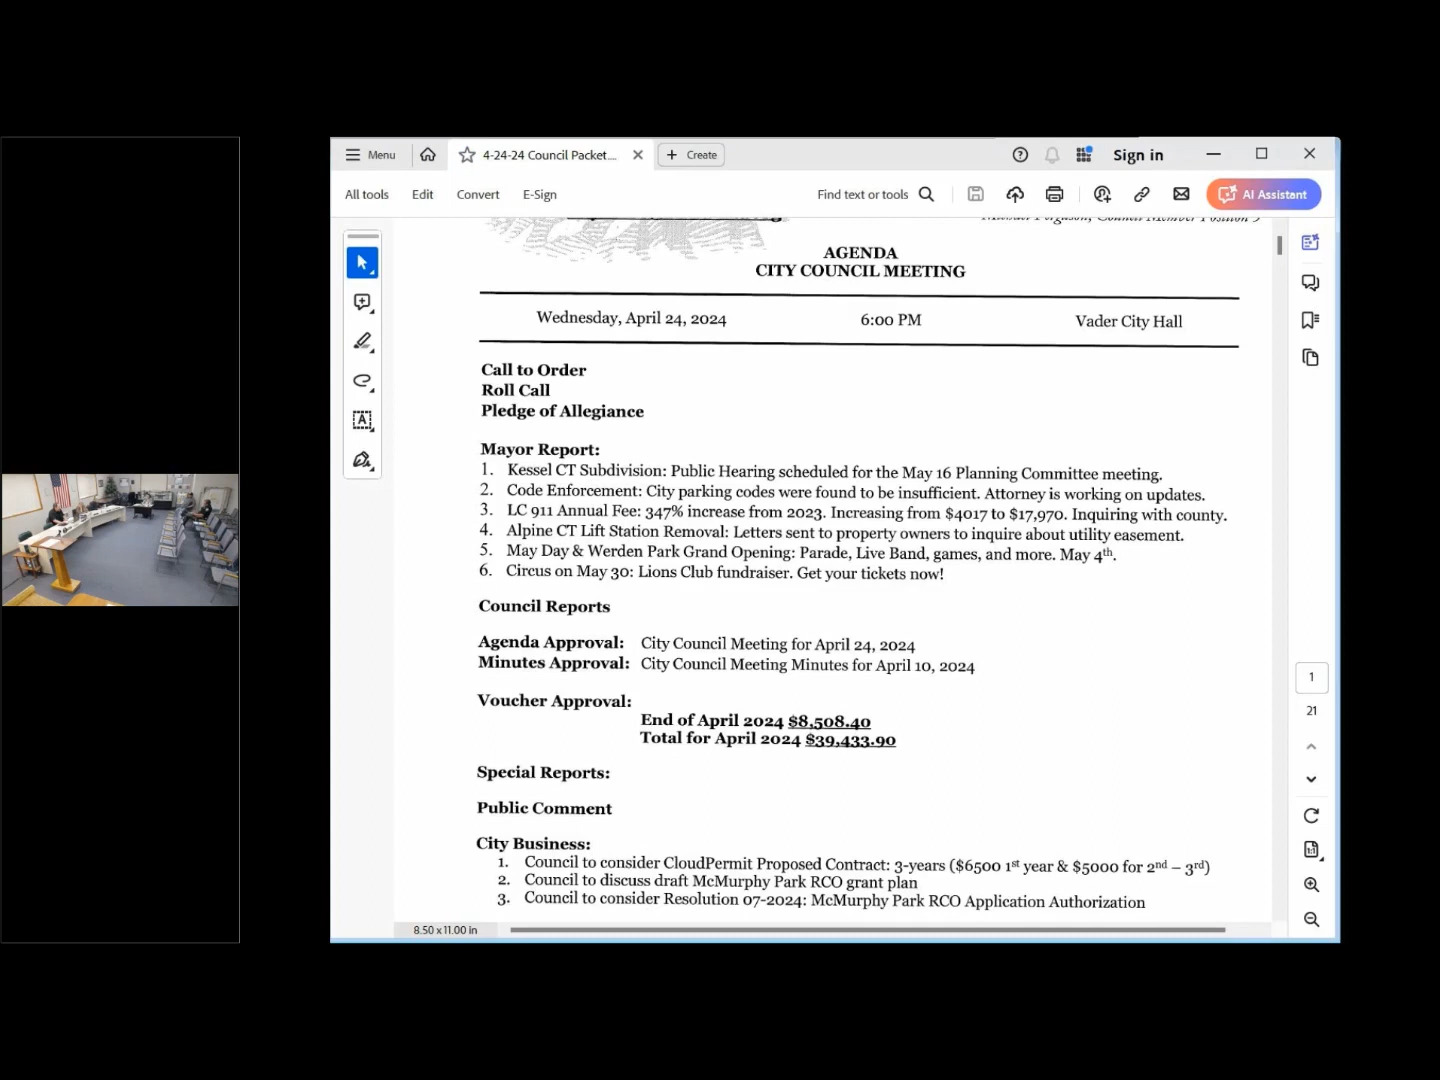 Menu
4-24-24 Council Packet....
Create
Sign in
All tools
Edit
Convert
E-Sign
Find text or tools
AI Assistant
Council Member Position 5
AGENDA
CITY COUNCIL MEETING
Wednesday, April 24, 2024 6:00 PM Vader City Hall
Call to Order
Roll Call
Pledge of Allegiance
Mayor Report:
1. Kessel CT Subdivision: Public Hearing scheduled for the May 16 Planning Committee meeting.
2. Code Enforcement: City parking codes were found to be insufficient. Attorney is working on updates.
3. LC 911 Annual Fee: 347% increase from 2023. Increasing from $4017 to $17,970. Inquiring with county.
4. Alpine CT Lift Station Removal: Letters sent to property owners to inquire about utility easement.
5. May Day & Werden Park Grand Opening: Parade, Live Band, games, and more. May 4th.
6. Circus on May 30: Lions Club fundraiser. Get your tickets now!
Council Reports
Agenda Approval: City Council Meeting for April 24, 2024
Minutes Approval: City Council Meeting Minutes for April 10, 2024
Voucher Approval:
End of April 2024 $8,508.40
Total for April 2024 $39,433.90
Special Reports:
Public Comment
City Business:
1. Council to consider CloudPermit Proposed Contract: 3-years ($6500 1st year & $5000 for 2nd – 3rd)
2. Council to discuss draft McMurphy Park RCO grant plan
3. Council to consider Resolution 07-2024: McMurphy Park RCO Application Authorization
8.50 x 11.00 in
1
21